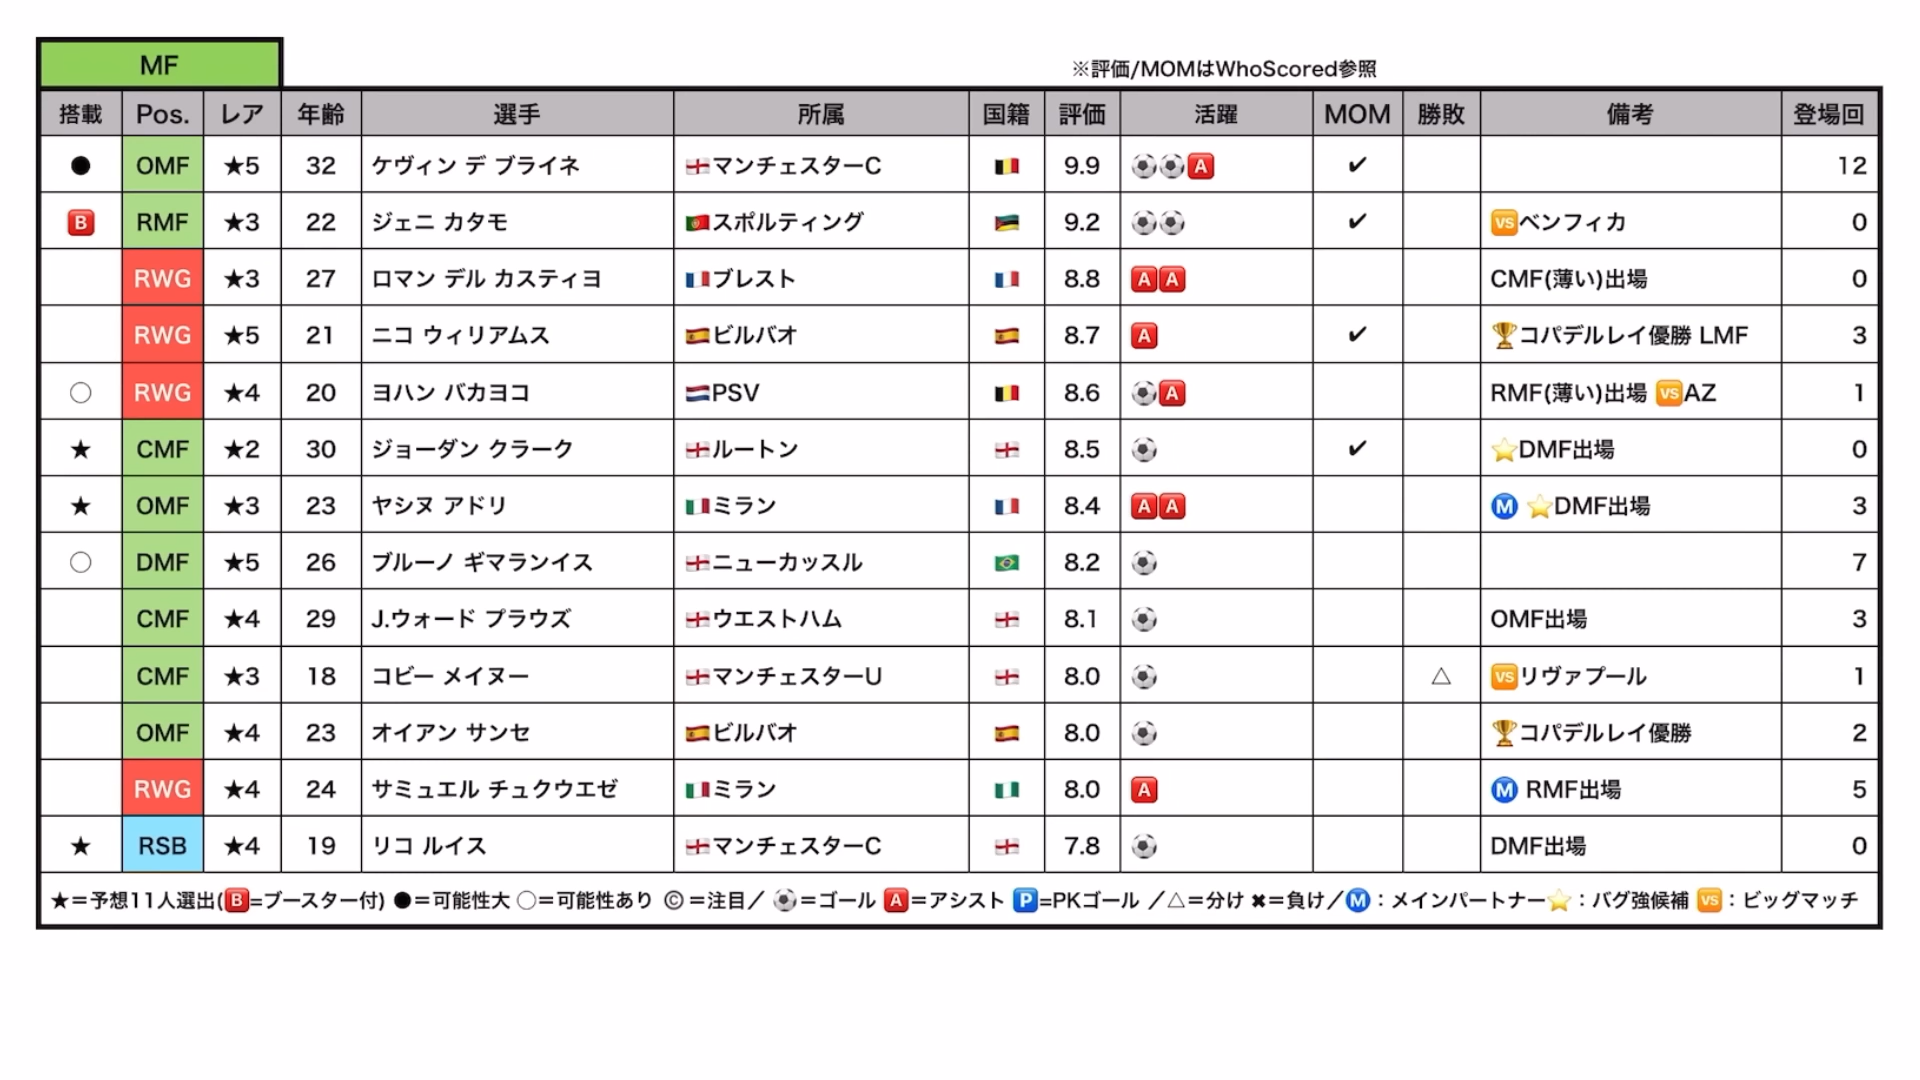 MF
※評価/MOMはWhoScored参照
搭載 Pos. レア 年齢 選手 所属 国籍 評価 活躍 MOM 勝敗 備考 登場回
● OMF ★5 32 ケヴィン デ ブライネ 🏴󠁧󠁢󠁥󠁮󠁧󠁿マンチェスターC 🇧🇪 9.9 ⚽⚽🅰 ✔ 12
🅱 RMF ★3 22 ジェニ カタモ 🇵🇹スポルティング 🇲🇿 9.2 ⚽⚽ ✔ 🆚ベンフィカ 0
RWG ★3 27 ロマン デル カスティヨ 🇫🇷ブレスト 🇫🇷 8.8 🅰🅰 CMF(薄い)出場 0
RWG ★5 21 ニコ ウィリアムス 🇪🇸ビルバオ 🇪🇸 8.7 🅰 ✔ 🏆コパデルレイ優勝 LMF 3
○ RWG ★4 20 ヨハン バカヨコ 🇳🇱PSV 🇧🇪 8.6 ⚽🅰 RMF(薄い)出場 🆚AZ 1
★ CMF ★2 30 ジョーダン クラーク 🏴󠁧󠁢󠁥󠁮󠁧󠁿ルートン 🏴󠁧󠁢󠁥󠁮󠁧󠁿 8.5 ⚽ ✔ ⭐DMF出場 0
★ OMF ★3 23 ヤシヌ アドリ 🇮🇹ミラン 🇫🇷 8.4 🅰🅰 Ⓜ ⭐DMF出場 3
○ DMF ★5 26 ブルーノ ギマランイス 🏴󠁧󠁢󠁥󠁮󠁧󠁿ニューカッスル 🇧🇷 8.2 ⚽ 7
CMF ★4 29 J.ウォード プラウズ 🏴󠁧󠁢󠁥󠁮󠁧󠁿ウエストハム 🏴󠁧󠁢󠁥󠁮󠁧󠁿 8.1 ⚽ OMF出場 3
CMF ★3 18 コビー メイヌー 🏴󠁧󠁢󠁥󠁮󠁧󠁿マンチェスターU 🏴󠁧󠁢󠁥󠁮󠁧󠁿 8.0 ⚽ △ 🆚リヴァプール 1
OMF ★4 23 オイアン サンセ 🇪🇸ビルバオ 🇪🇸 8.0 ⚽ 🏆コパデルレイ優勝 2
RWG ★4 24 サミュエル チュクウエゼ 🇮🇹ミラン 🇳🇬 8.0 🅰 Ⓜ RMF出場 5
★ RSB ★4 19 リコ ルイス 🏴󠁧󠁢󠁥󠁮󠁧󠁿マンチェスターC 🏴󠁧󠁢󠁥󠁮󠁧󠁿 7.8 ⚽ DMF出場 0
★=予想11人選出(🅱=ブースター付) ●=可能性大 ○=可能性あり ©=注目／ ⚽=ゴール 🅰=アシスト 🅿=PKゴール ／△=分け ✖=負け／Ⓜ：メインパートナー⭐：バグ強候補 🆚：ビッグマッチ